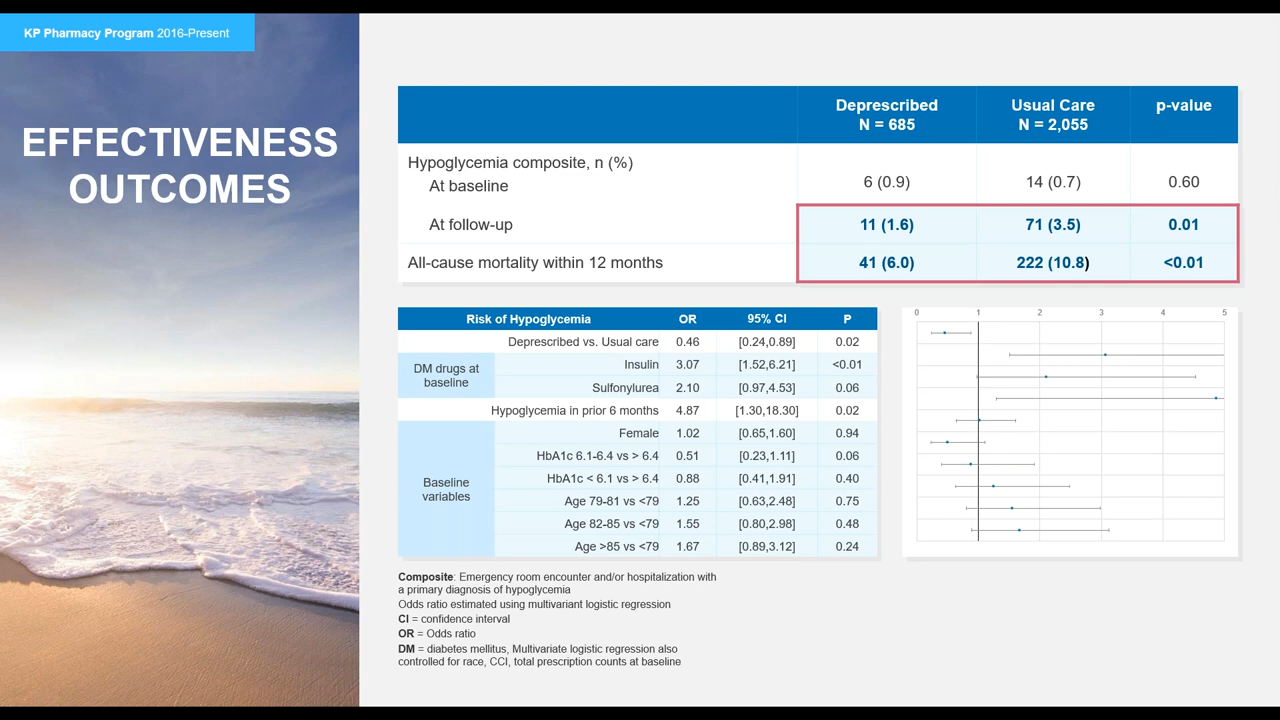 KP Pharmacy Program 2016-Present
EFFECTIVENESS
OUTCOMES
Deprescribed Usual Care p-value
N = 685 N = 2,055
Hypoglycemia composite, n (%)
At baseline 6 (0.9) 14 (0.7) 0.60
At follow-up 11 (1.6) 71 (3.5) 0.01
All-cause mortality within 12 months 41 (6.0) 222 (10.8) <0.01
Risk of Hypoglycemia OR 95% CI P
Deprescribed vs. Usual care 0.46 [0.24,0.89] 0.02
DM drugs at
baseline
Insulin 3.07 [1.52,6.21] <0.01
Sulfonylurea 2.10 [0.97,4.53] 0.06
Hypoglycemia in prior 6 months 4.87 [1.30,18.30] 0.02
Baseline
variables
Female 1.02 [0.65,1.60] 0.94
HbA1c 6.1-6.4 vs > 6.4 0.51 [0.23,1.11] 0.06
HbA1c < 6.1 vs > 6.4 0.88 [0.41,1.91] 0.40
Age 79-81 vs <79 1.25 [0.63,2.48] 0.75
Age 82-85 vs <79 1.55 [0.80,2.98] 0.48
Age >85 vs <79 1.67 [0.89,3.12] 0.24
0 1 2 3 4 5
Composite: Emergency room encounter and/or hospitalization with
a primary diagnosis of hypoglycemia
Odds ratio estimated using multivariant logistic regression
CI = confidence interval
OR = Odds ratio
DM = diabetes mellitus, Multivariate logistic regression also
controlled for race, CCI, total prescription counts at baseline